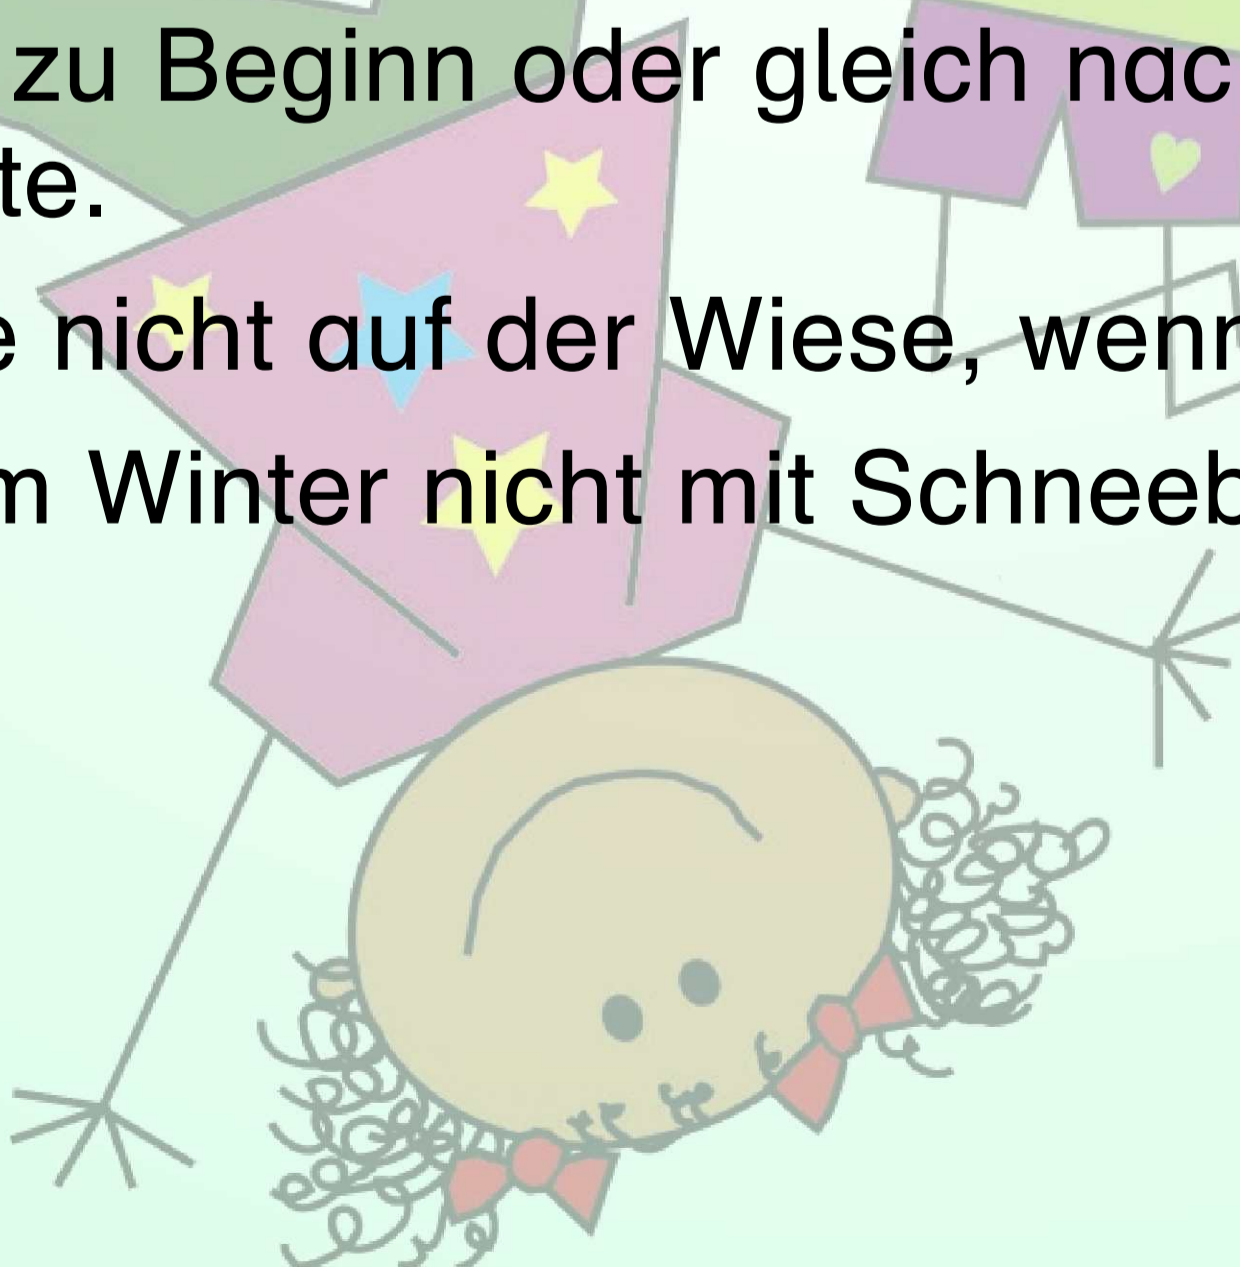 zu Beginn oder gleich nac
te.
e nicht auf der Wiese, wenn
m Winter nicht mit Schneeb